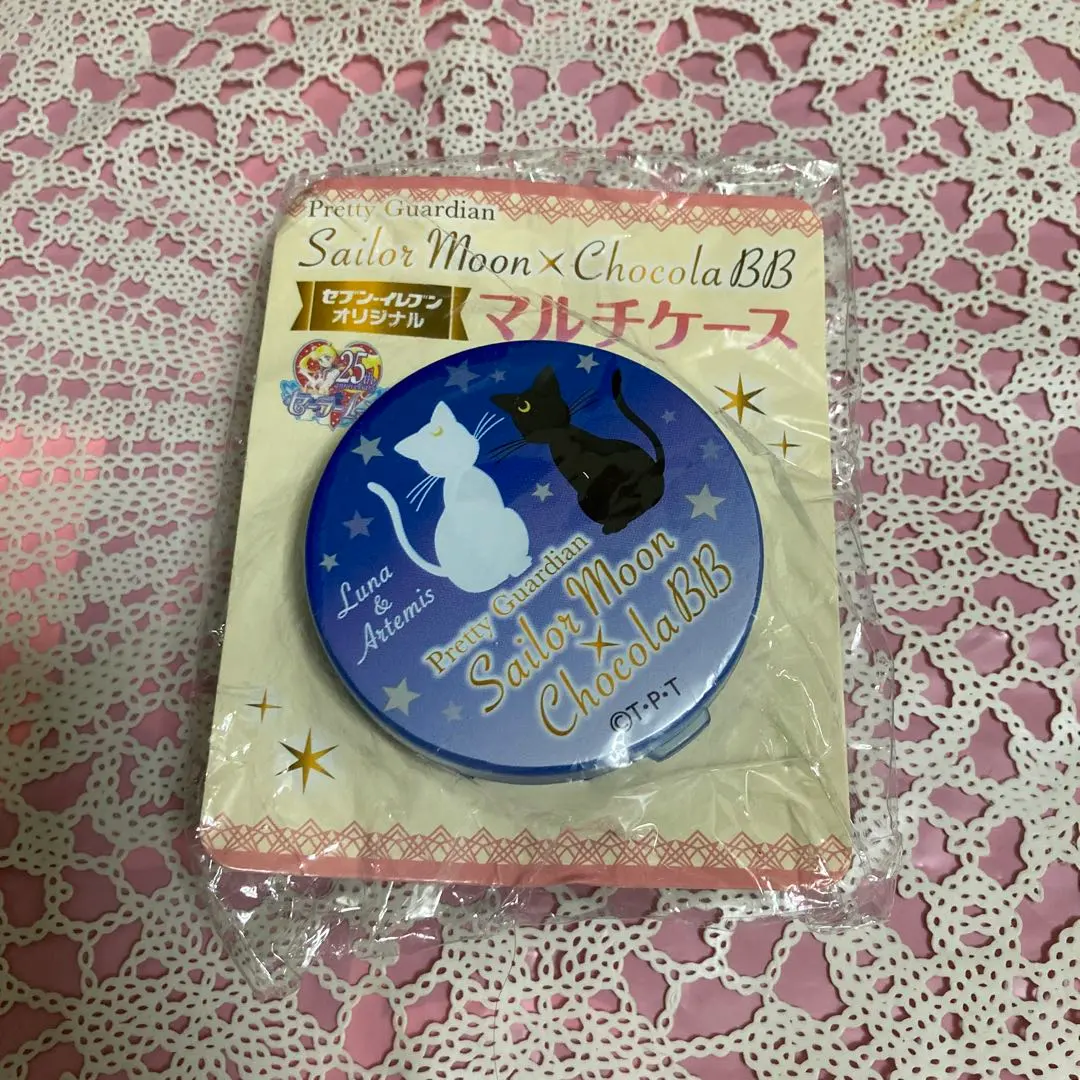 Pretty Guardian
Sailor Moon × Chocola BB
セブン-イレブン
オリジナル
マルチケース
25th
Luna
&
Artemis
Pretty Guardian
Sailor Moon
×
Chocola BB
©T・P・T